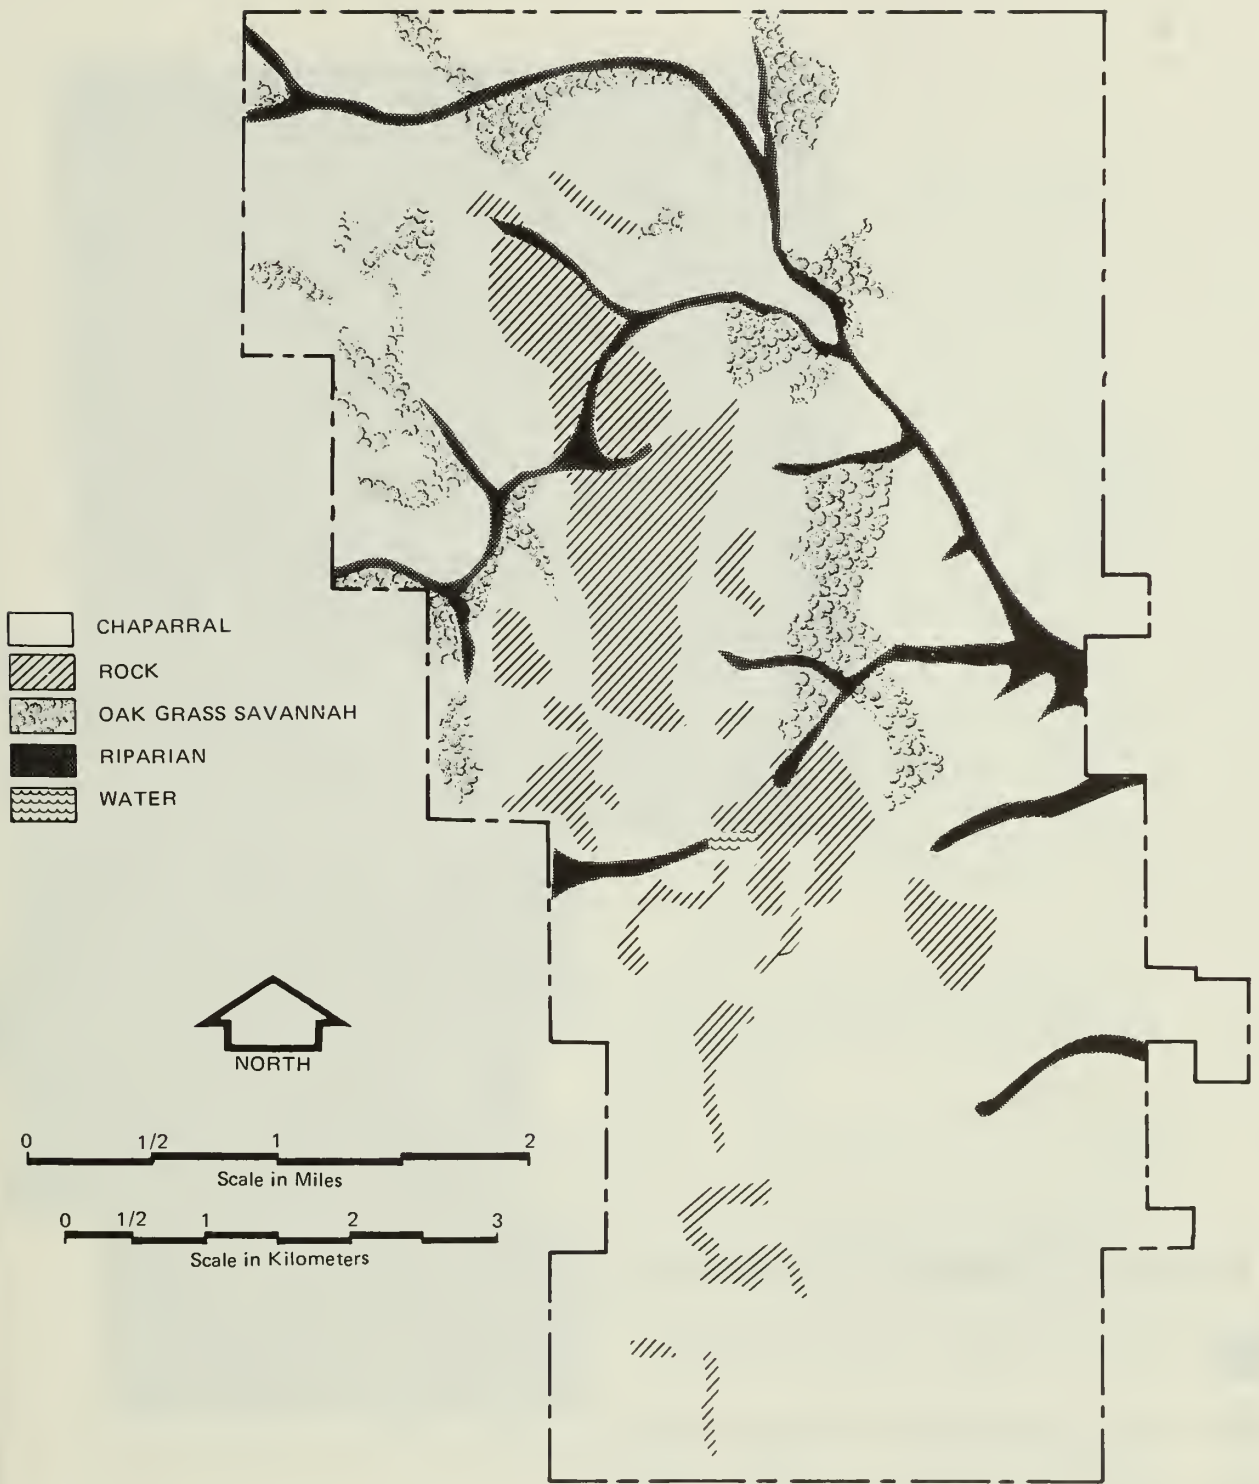 CHAPARRAL
ROCK
OAK GRASS SAVANNAH
RIPARIAN
WATER
NORTH
0 1/2 1 2
Scale in Miles
0 1/2 1 2 3
Scale in Kilometers